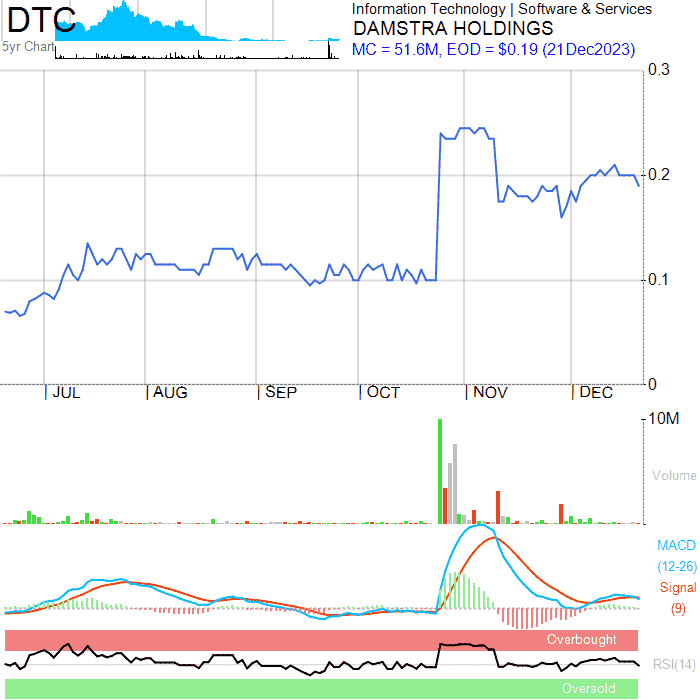 DTC
5yr Chart
Information Technology | Software & Services
DAMSTRA HOLDINGS
MC = 51.6M, EOD = $0.19 (21Dec2023)
0.3
0.2
0.1
0
JUL AUG SEP OCT NOV DEC
10M
Volume
MACD
(12-26)
Signal
(9)
Overbought
RSI(14)
Oversold